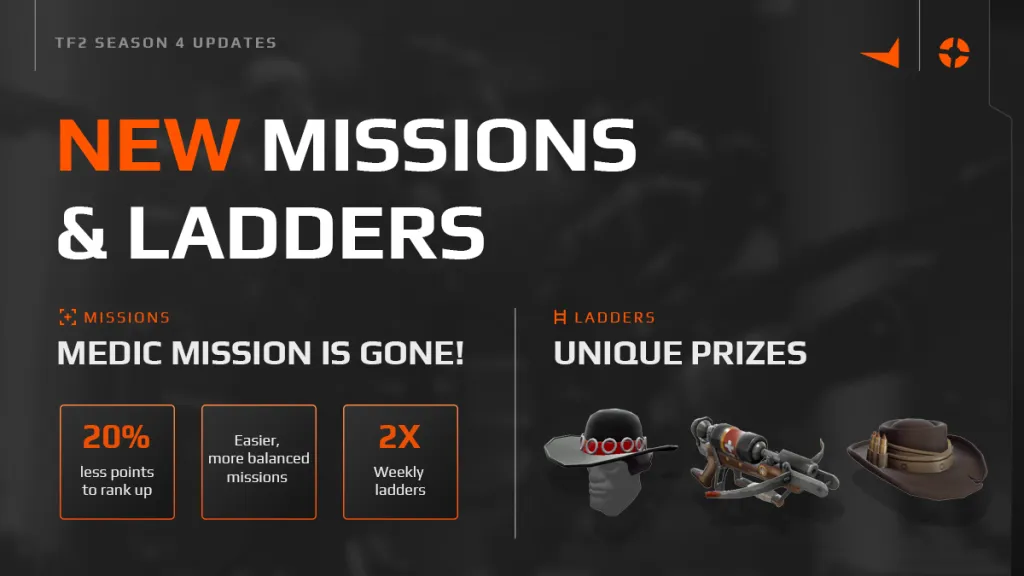 TF2 SEASON 4 UPDATES
NEW MISSIONS
& LADDERS
MISSIONS
MEDIC MISSION IS GONE!
20%
less points
to rank up
Easier,
more balanced
missions
2X
Weekly
ladders
LADDERS
UNIQUE PRIZES